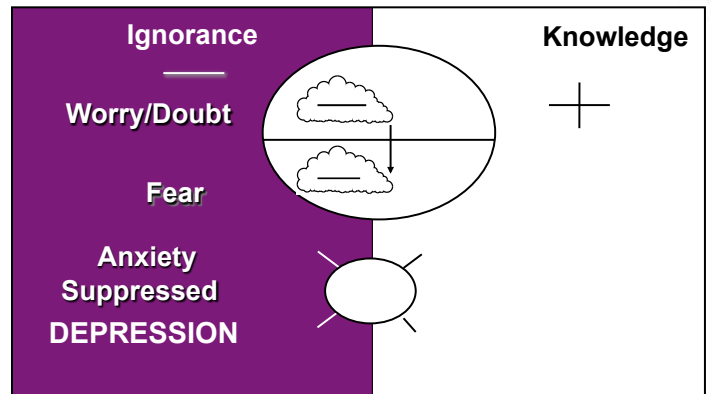 Ignorance
Knowledge
Worry/Doubt
Fear
Anxiety
Suppressed
DEPRESSION